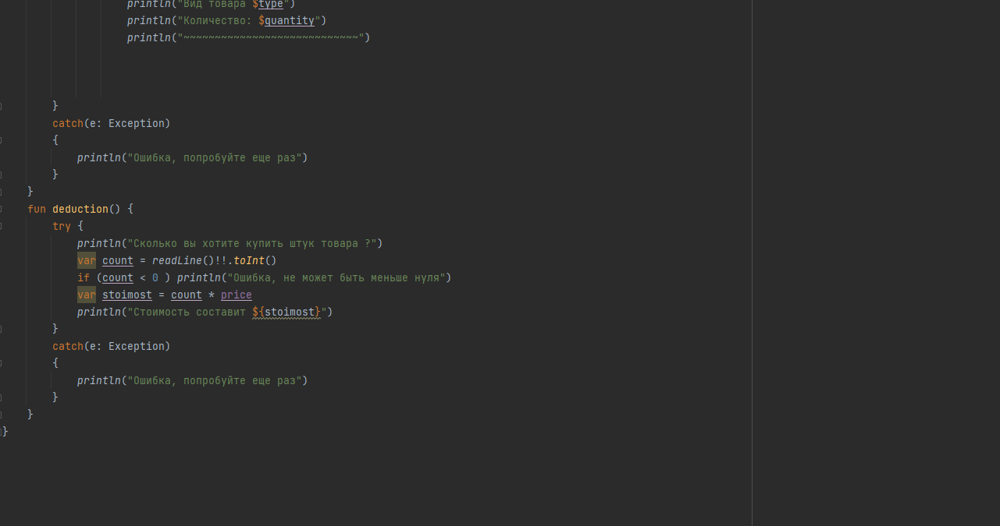 println("Вид товара $type")
println("Количество: $quantity")
println("~~~~~~~~~~~~~~~~~~~~~~~~~~~~")
}
catch(e: Exception)
{
println("Ошибка, попробуйте еще раз")
}
}
fun deduction() {
try {
println("Сколько вы хотите купить штук товара ?")
var count = readLine()!!.toInt()
if (count < 0 ) println("Ошибка, не может быть меньше нуля")
var stoimost = count * price
println("Стоимость составит ${stoimost}")
}
catch(e: Exception)
{
println("Ошибка, попробуйте еще раз")
}
}
}